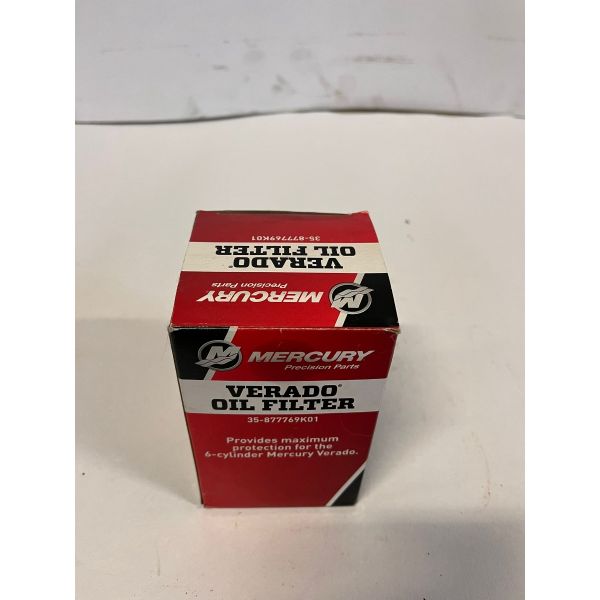 35-877769K01
VERADO®
OIL FILTER
MERCURY
Precision Parts
MERCURY
Precision Parts
VERADO®
OIL FILTER
35-877769K01
Provides maximum
protection for the
6-cylinder Mercury Verado.